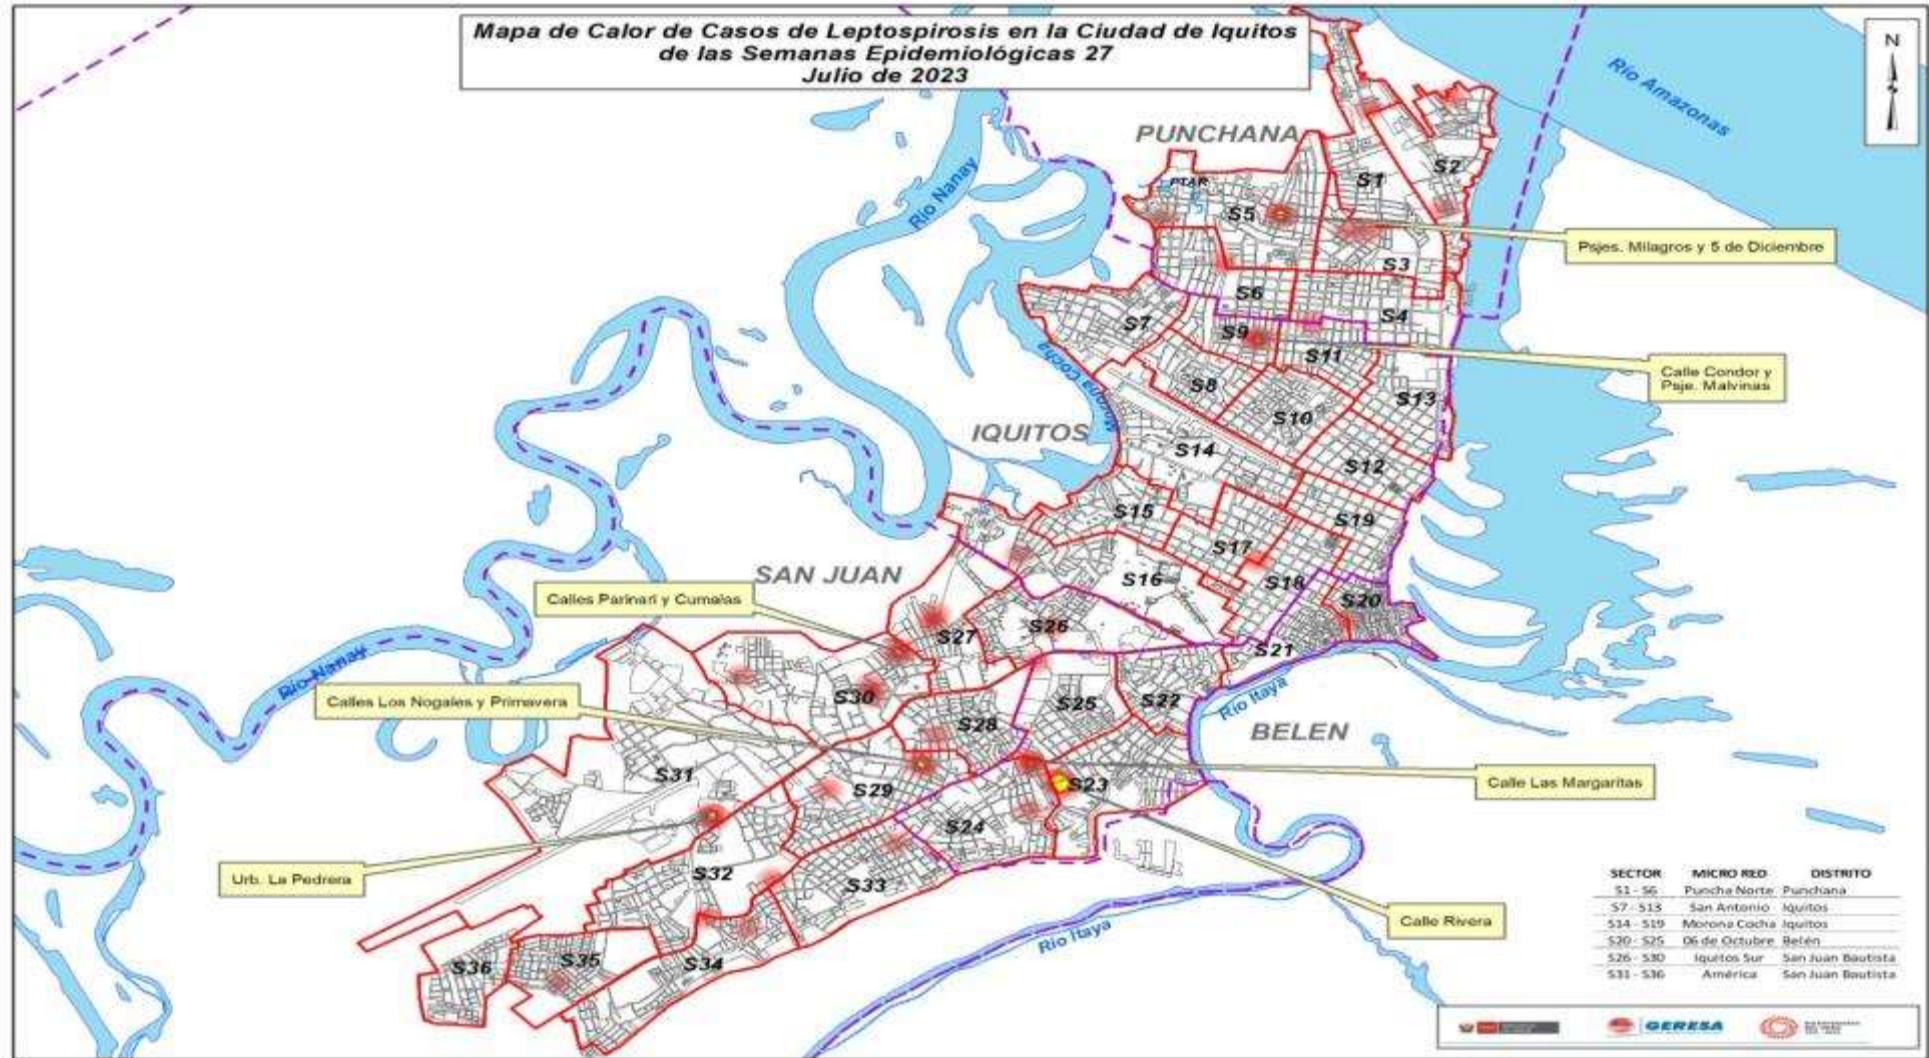 Mapa de Calor de Casos de Leptospirosis en la Ciudad de Iquitos
de las Semanas Epidemiológicas 27
Julio de 2023
N
Río Amazonas
PUNCHANA
Río Nanay
PTAR
S1
S2
S5
Psjes. Milagros y 5 de Diciembre
S3
S6
S4
S7
S9
S11
Morona Cocha
Calle Condor y
Psje. Malvinas
S8
S13
S10
IQUITOS
S14
S12
S15
S19
S17
SAN JUAN
S16
S18
Calles Parinari y Cumalas
S20
S26
S27
S21
Río Nanay
S30
Calles Los Nogales y Primavera
S25
S22
Río Itaya
S28
BELEN
S31
S29
S23
Calle Las Margaritas
S24
Urb. La Pedrera
S32
S33
Calle Rivera
Río Itaya
S36
S35
S34
SECTOR MICRO RED DISTRITO
S1 - S6 Puncha Norte Punchana
S7 - S13 San Antonio Iquitos
S14 - S19 Morona Cocha Iquitos
S20 - S25 06 de Octubre Belén
S26 - S30 Iquitos Sur San Juan Bautista
S31 - S36 América San Juan Bautista
GERESA